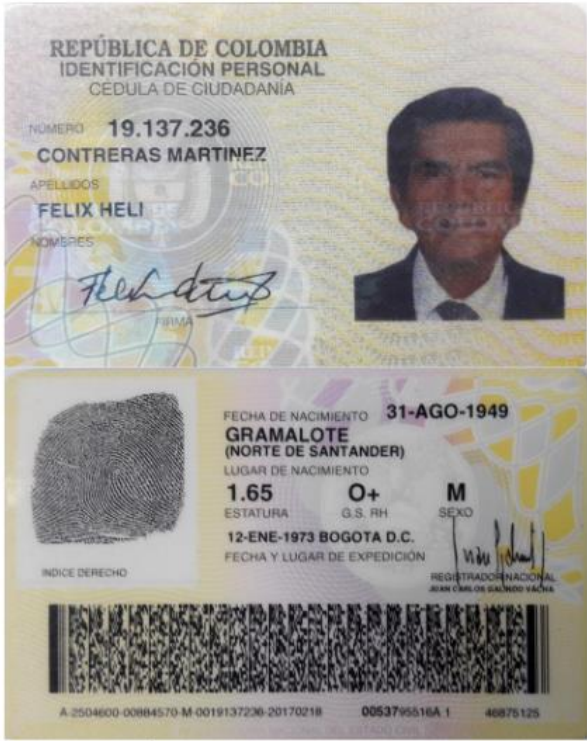 REPÚBLICA DE COLOMBIA
IDENTIFICACIÓN PERSONAL
CÉDULA DE CIUDADANÍA
NÚMERO 19.137.236
CONTRERAS MARTINEZ
APELLIDOS
FELIX HELI
NOMBRES
FIRMA
FECHA DE NACIMIENTO 31-AGO-1949
GRAMALOTE
(NORTE DE SANTANDER)
LUGAR DE NACIMIENTO
1.65 O+ M
ESTATURA G.S. RH SEXO
12-ENE-1973 BOGOTA D.C.
FECHA Y LUGAR DE EXPEDICIÓN
INDICE DERECHO
REGISTRADOR NACIONAL
JUAN CARLOS GALINDO VACHA
A-2504600-00884570-M-0019137236-20170218 0053795516A 1 46875125